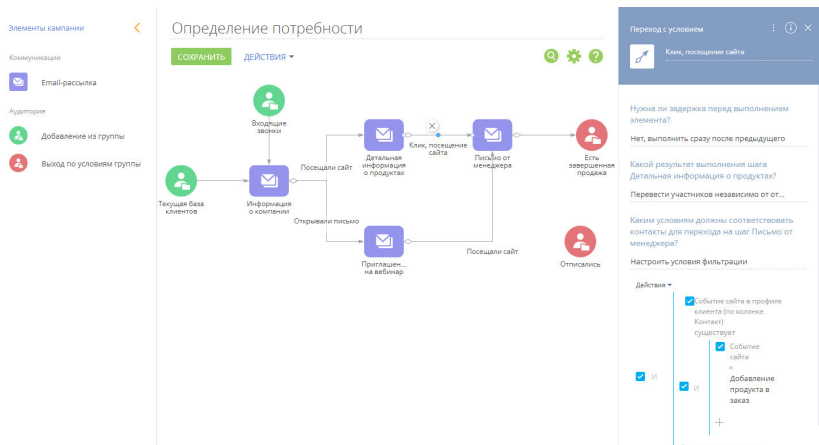 Элементы кампании
Коммуникации
Email-рассылка
Аудитория
Добавление из группы
Выход по условиям группы
Определение потребности
СОХРАНИТЬ
ДЕЙСТВИЯ
Входящие
звонки
Текущая база
клиентов
Информация
о компании
Посещали сайт
Открывали письмо
Детальная
информация
о продуктах
Клик, посещение
сайта
Письмо от
менеджера
Есть
завершенная
продажа
Приглашен...
на вебинар
Посещали сайт
Отписались
Переход с условием
Клик, посещение сайта
Нужна ли задержка перед выполнением
элемента?
Нет, выполнить сразу после предыдущего
Какой результат выполнения шага
Детальная информация о продуктах?
Перевести участников независимо от от...
Каким условиям должны соответствовать
контакты для перехода на шаг Письмо от
менеджера?
Настроить условия фильтрации
Действия
Событие сайта в профиле
клиента (по колонке
Контакт)
существует
Событие
сайта
=
Добавление
продукта в
заказ
И
И